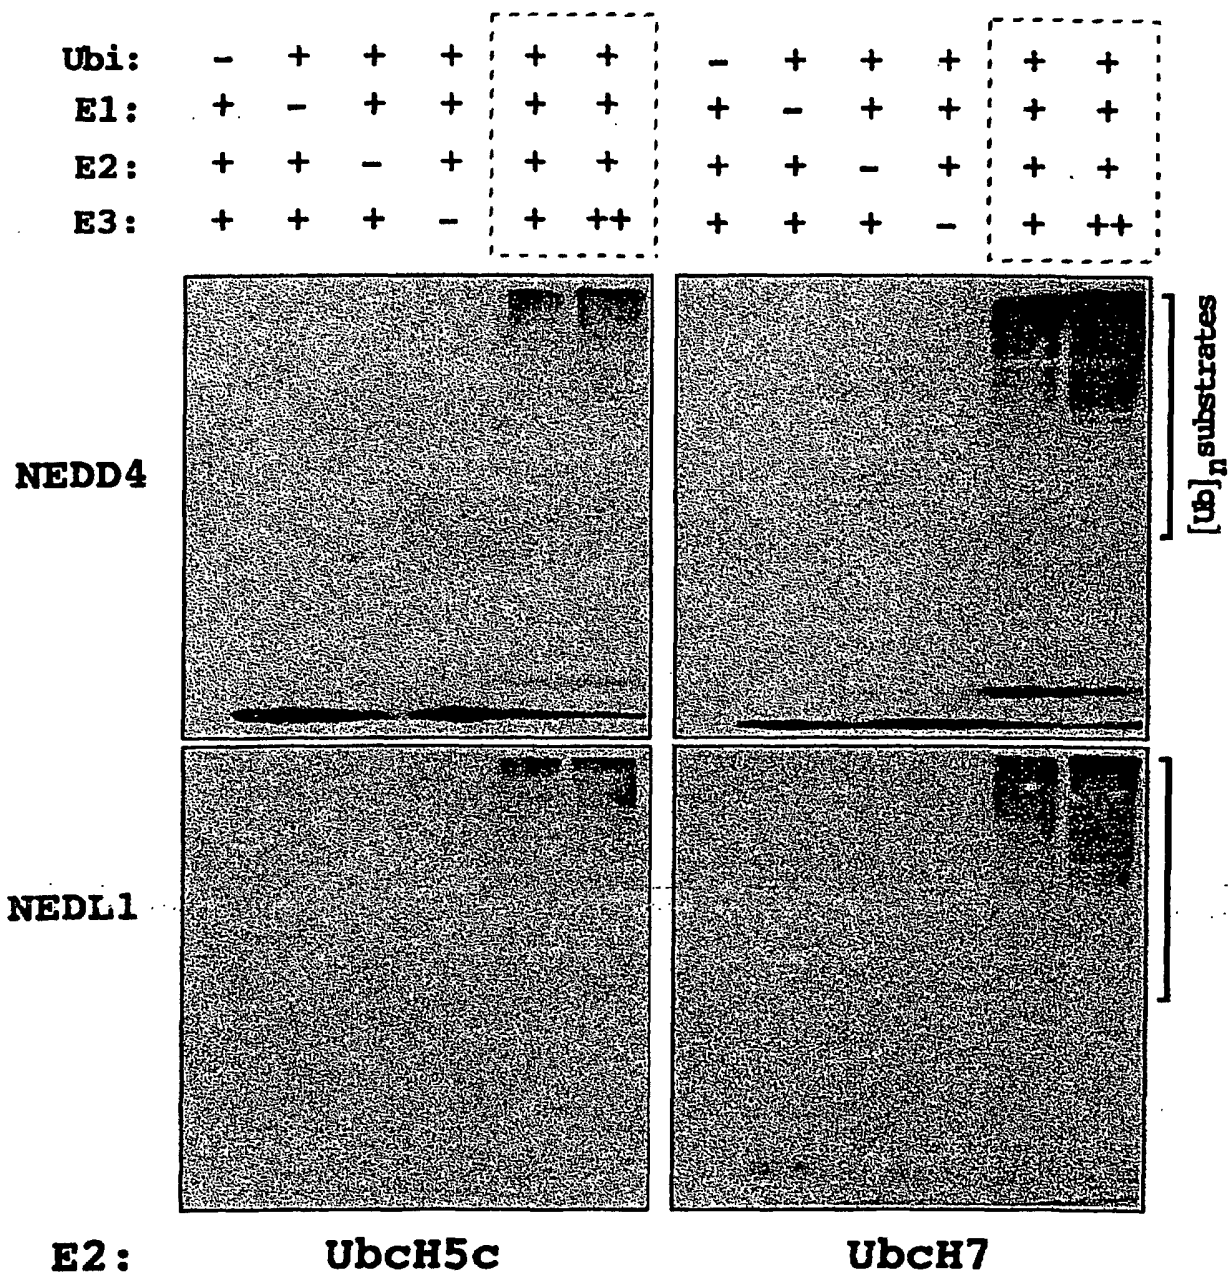 Ubi: - + + + + + - + + + + +
E1: + - + + + + + - + + + +
E2: + + - + + + + + - + + +
E3: + + + - + ++ + + + - + ++
NEDD4
[Ub]n substrates
NEDL1
E2: UbcH5c UbcH7